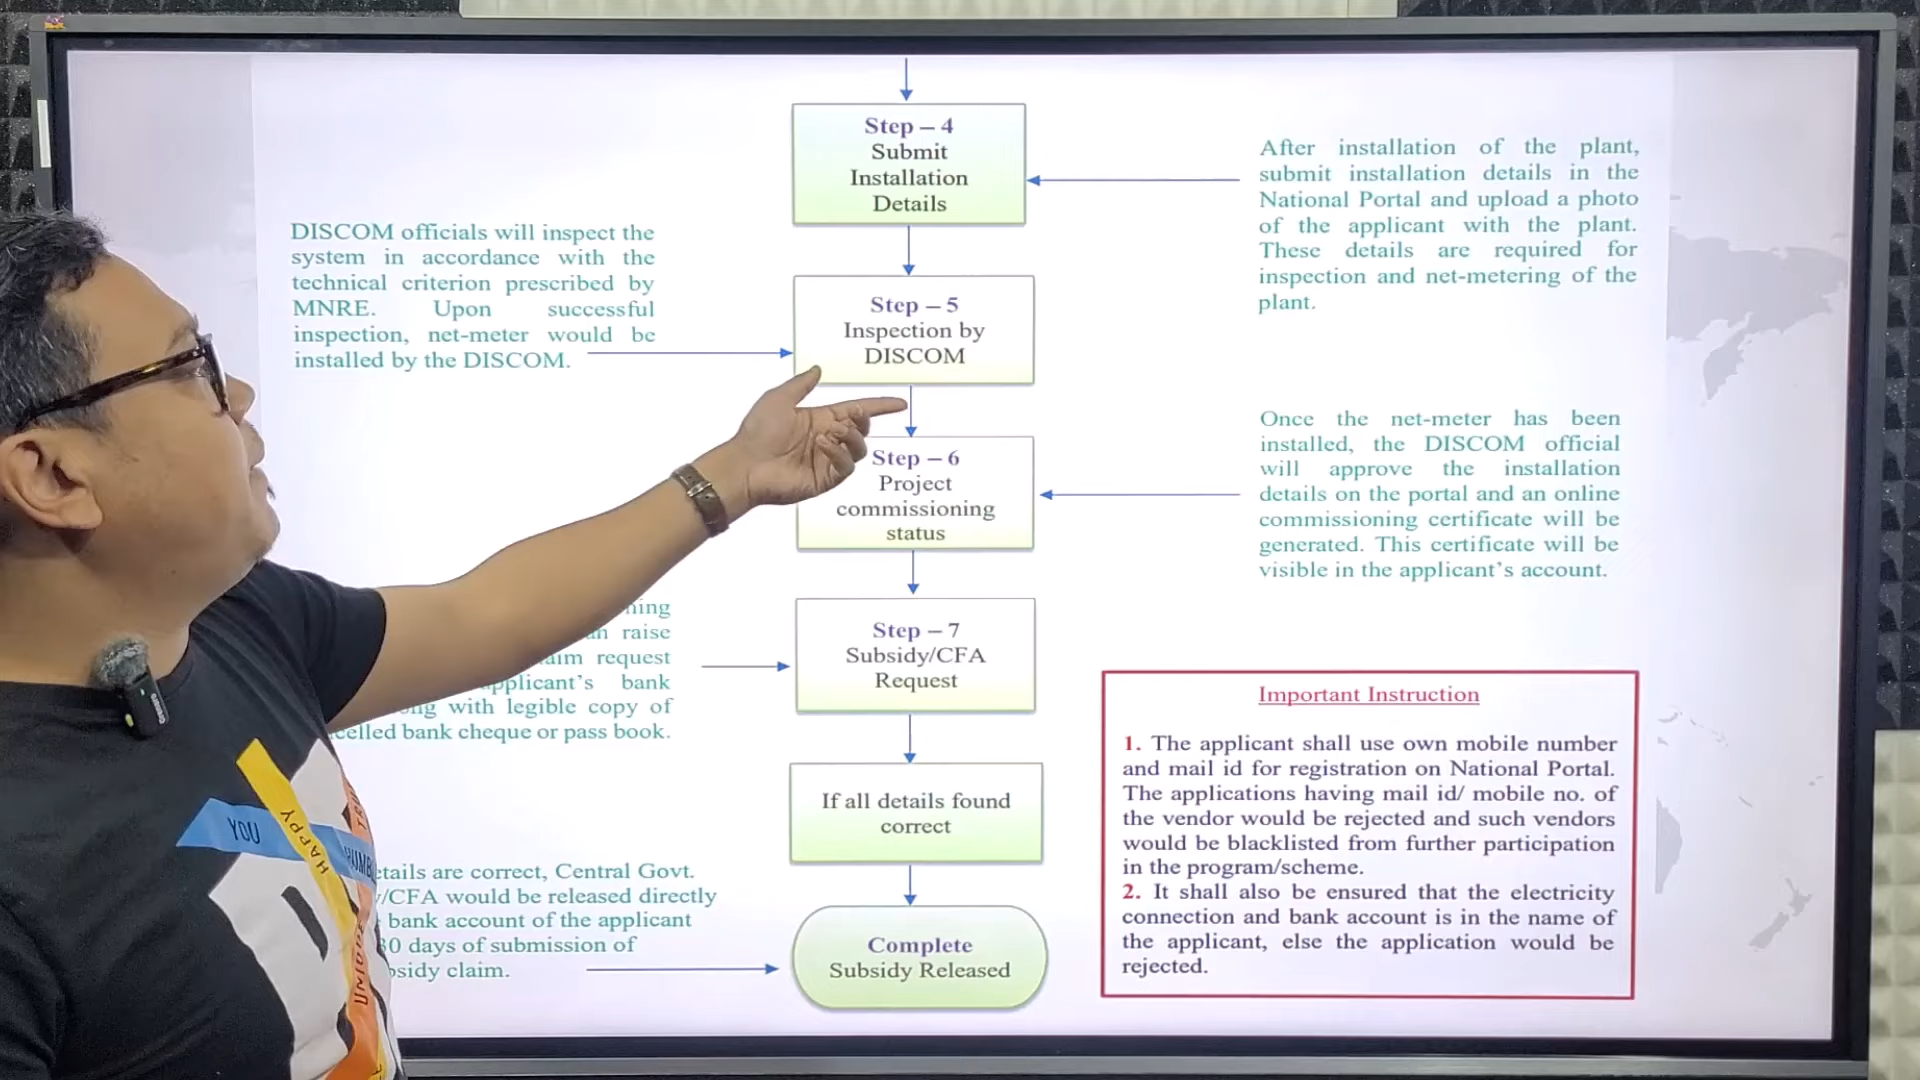 Step – 4
Submit
Installation
Details
After installation of the plant,
submit installation details in the
National Portal and upload a photo
of the applicant with the plant.
These details are required for
inspection and net-metering of the
plant.
DISCOM officials will inspect the
system in accordance with the
technical criterion prescribed by
MNRE. Upon successful
inspection, net-meter would be
installed by the DISCOM.
Step – 5
Inspection by
DISCOM
Step – 6
Project
commissioning
status
Once the net-meter has been
installed, the DISCOM official
will approve the installation
details on the portal and an online
commissioning certificate will be
generated. This certificate will be
visible in the applicant's account.
raise
request
applicant's bank
with legible copy of
bank cheque or pass book.
Step – 7
Subsidy/CFA
Request
If all details found
correct
are correct, Central Govt.
/CFA would be released directly
bank account of the applicant
30 days of submission of
claim.
Complete
Subsidy Released
Important Instruction
1. The applicant shall use own mobile number
and mail id for registration on National Portal.
The applications having mail id/ mobile no. of
the vendor would be rejected and such vendors
would be blacklisted from further participation
in the program/scheme.
2. It shall also be ensured that the electricity
connection and bank account is in the name of
the applicant, else the application would be
rejected.
YOU
HAPPY